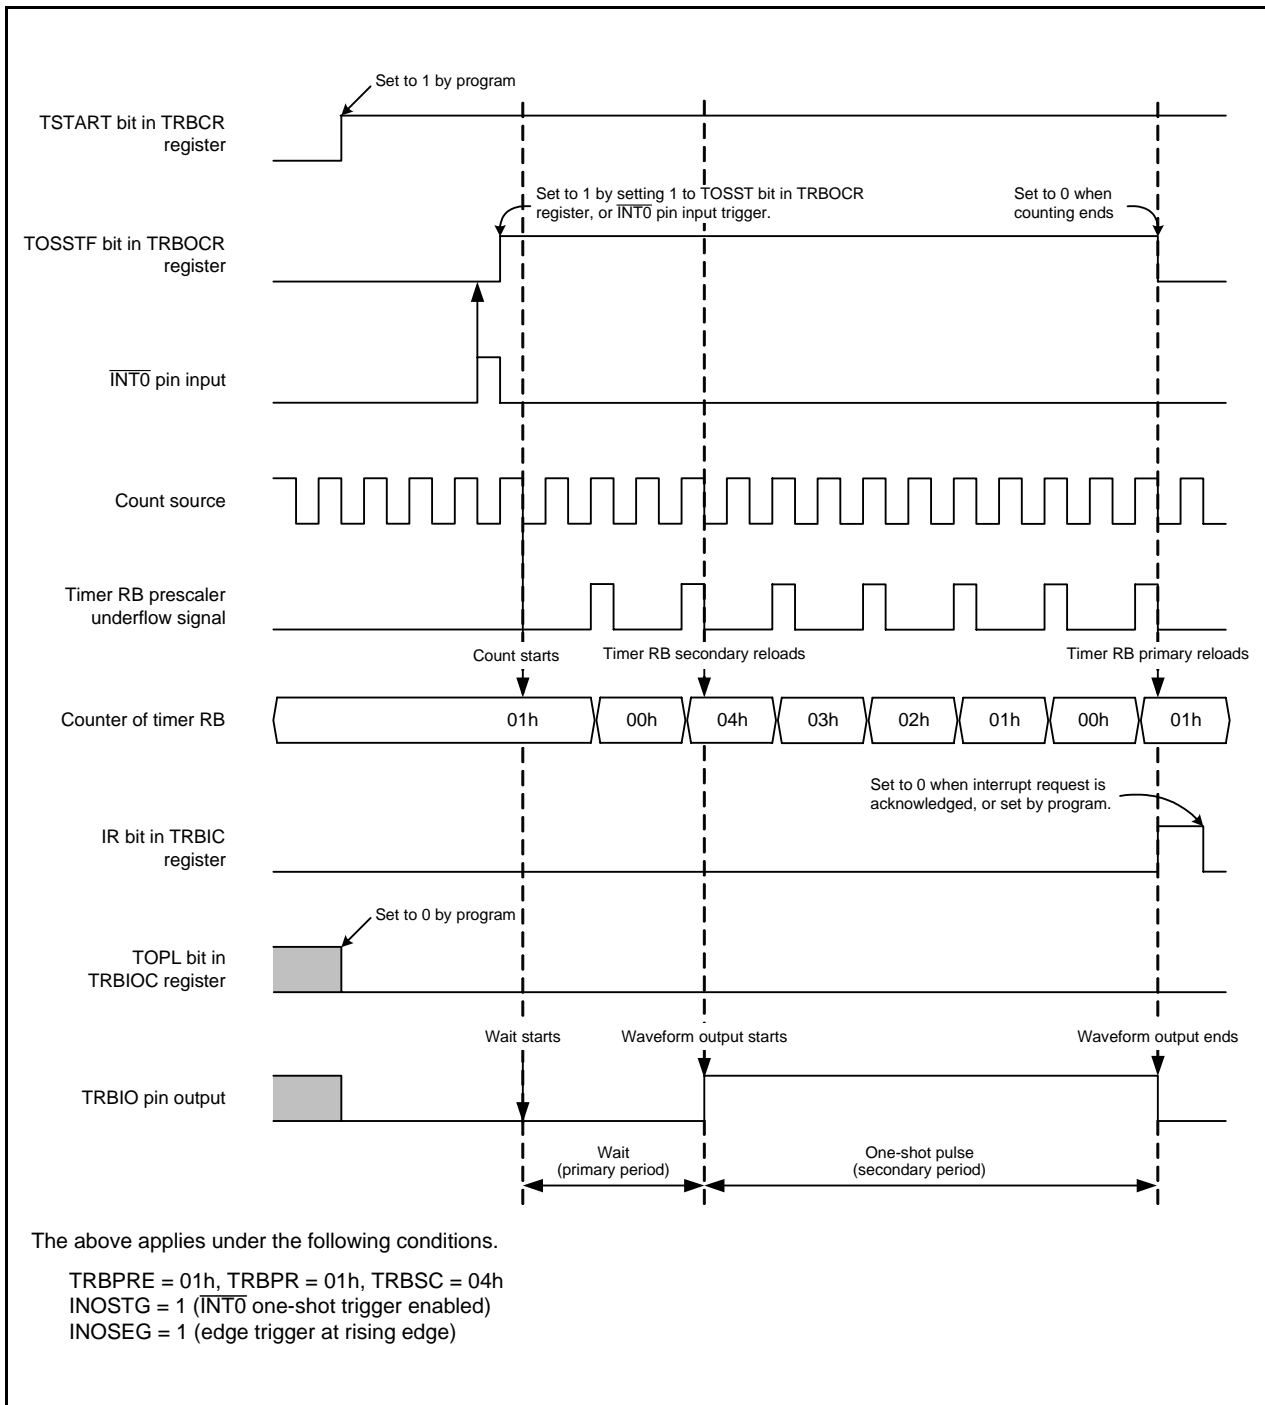 Set to 1 by program
TSTART bit in TRBCR
register
Set to 1 by setting 1 to TOSST bit in TRBOCR
register, or INT0 pin input trigger.
Set to 0 when
counting ends
TOSSTF bit in TRBOCR
register
INT0 pin input
Count source
Timer RB prescaler
underflow signal
Count starts
Timer RB secondary reloads
Timer RB primary reloads
Counter of timer RB
01h
00h
04h
03h
02h
01h
00h
01h
Set to 0 when interrupt request is
acknowledged, or set by program.
IR bit in TRBIC
register
Set to 0 by program
TOPL bit in
TRBIOC register
Wait starts
Waveform output starts
Waveform output ends
TRBIO pin output
Wait
(primary period)
One-shot pulse
(secondary period)
The above applies under the following conditions.
TRBPRE = 01h, TRBPR = 01h, TRBSC = 04h
INOSTG = 1 (INT0 one-shot trigger enabled)
INOSEG = 1 (edge trigger at rising edge)